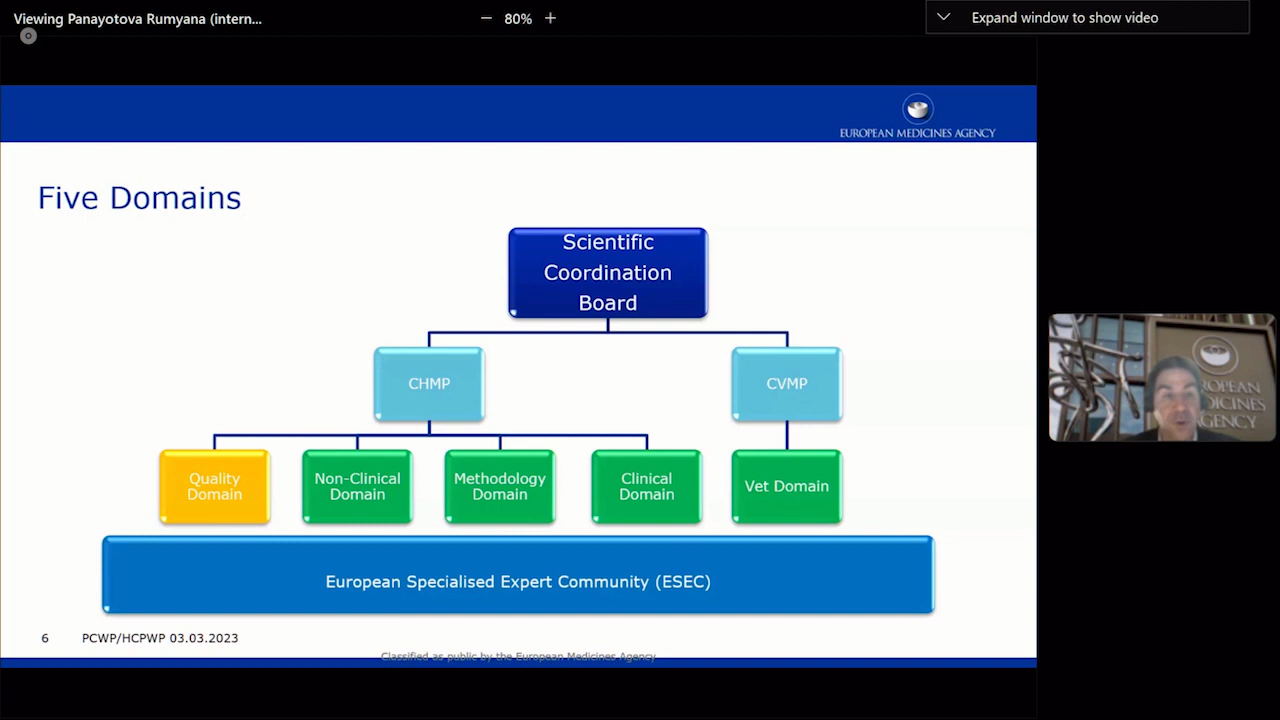 Viewing Panayotova Rumyana (intern...
80%
Expand window to show video
EUROPEAN MEDICINES AGENCY
Five Domains
Scientific
Coordination
Board
CHMP
CVMP
Quality
Domain
Non-Clinical
Domain
Methodology
Domain
Clinical
Domain
Vet Domain
European Specialised Expert Community (ESEC)
6
PCWP/HCPWP 03.03.2023
Classified as public by the European Medicines Agency
AGENCY